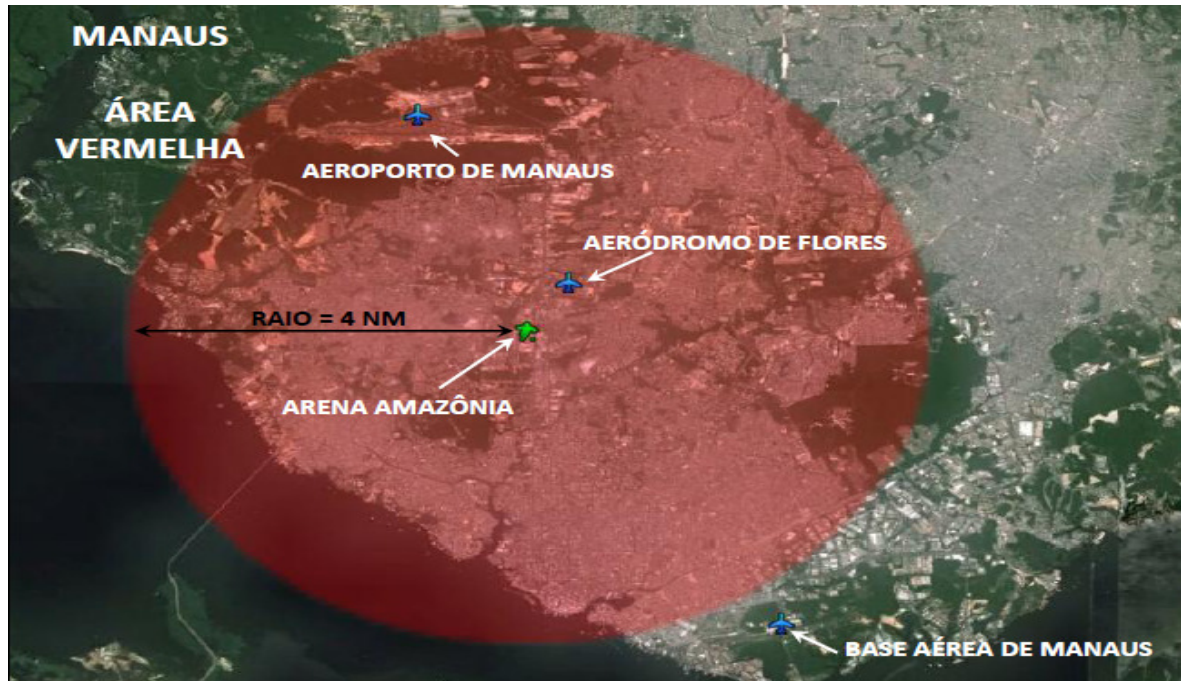 MANAUS
ÁREA
VERMELHA
AEROPORTO DE MANAUS
AERÓDROMO DE FLORES
RAIO = 4 NM
ARENA AMAZÔNIA
BASE AÉREA DE MANAUS